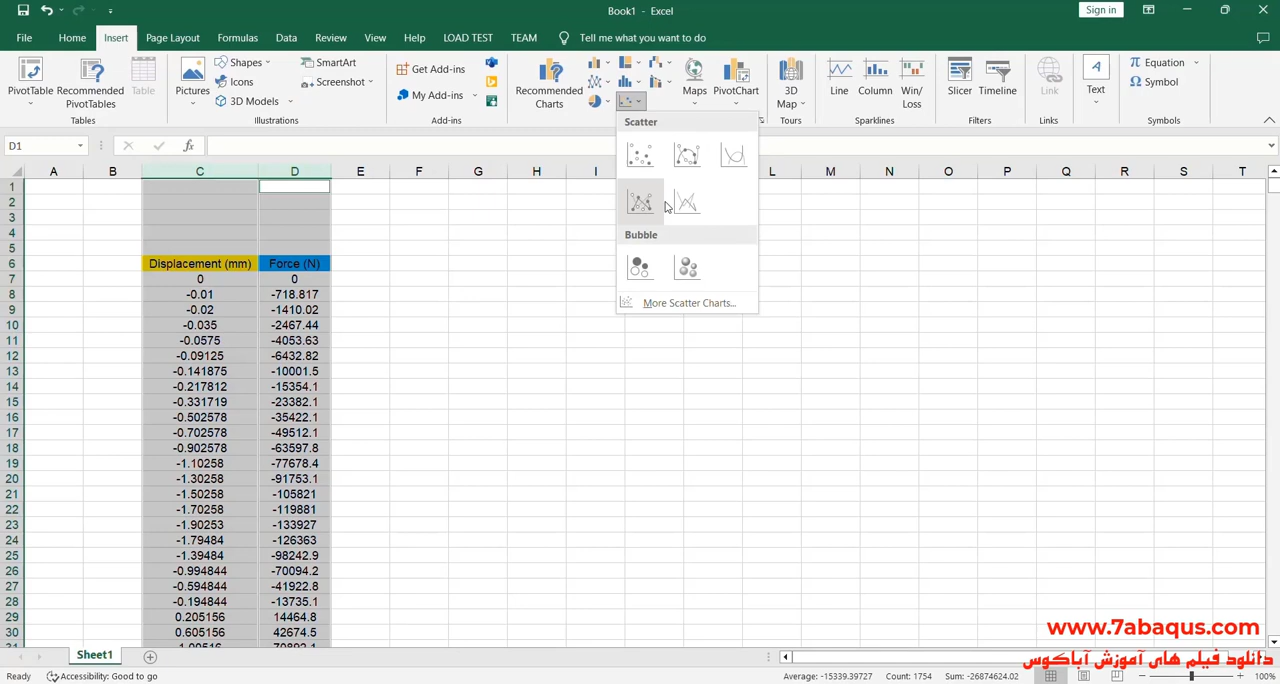 Book1 - Excel
Sign in
File Home Insert Page Layout Formulas Data Review View Help LOAD TEST TEAM Tell me what you want to do
PivotTable
Recommended PivotTables
Table
Tables
Pictures
Shapes
Icons
3D Models
SmartArt
Screenshot
Illustrations
Get Add-ins
My Add-ins
Add-ins
Recommended Charts
Maps
PivotChart
3D Map
Tours
Line
Column
Win/Loss
Sparklines
Slicer
Timeline
Filters
Link
Links
Text
Equation
Symbol
Symbols
D1
fx
Scatter
Bubble
More Scatter Charts...
A B C D E F G H I L M N O P Q R S T
1
2
3
4
5
6 Displacement (mm) Force (N)
7 0 0
8 -0.01 -718.817
9 -0.02 -1410.02
10 -0.035 -2467.44
11 -0.0575 -4053.63
12 -0.09125 -6432.82
13 -0.141875 -10001.5
14 -0.217812 -15354.1
15 -0.331719 -23382.1
16 -0.502578 -35422.1
17 -0.702578 -49512.1
18 -0.902578 -63597.8
19 -1.10258 -77678.4
20 -1.30258 -91753.1
21 -1.50258 -105821
22 -1.70258 -119881
23 -1.90253 -133927
24 -1.79484 -126363
25 -1.39484 -98242.9
26 -0.994844 -70094.2
27 -0.594844 -41922.8
28 -0.194844 -13735.1
29 0.205156 14464.8
30 0.605156 42674.5
www.7abaqus.com
دانلود فیلم های آموزش آباکوس
Sheet1
Ready Accessibility: Good to go Average: -15339.39727 Count: 1754 Sum: -26874624.02 100%